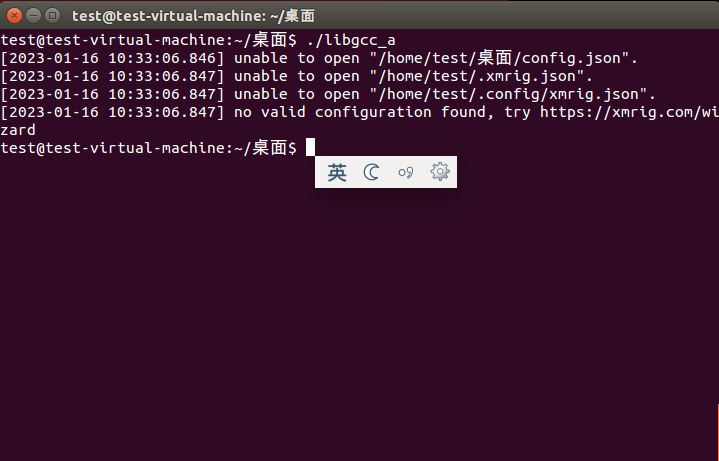 test@test-virtual-machine: ~/桌面
test@test-virtual-machine:~/桌面$ ./libgcc_a
[2023-01-16 10:33:06.846] unable to open "/home/test/桌面/config.json".
[2023-01-16 10:33:06.847] unable to open "/home/test/.xmrig.json".
[2023-01-16 10:33:06.847] unable to open "/home/test/.config/xmrig.json".
[2023-01-16 10:33:06.847] no valid configuration found, try https://xmrig.com/wi
zard
test@test-virtual-machine:~/桌面$
英